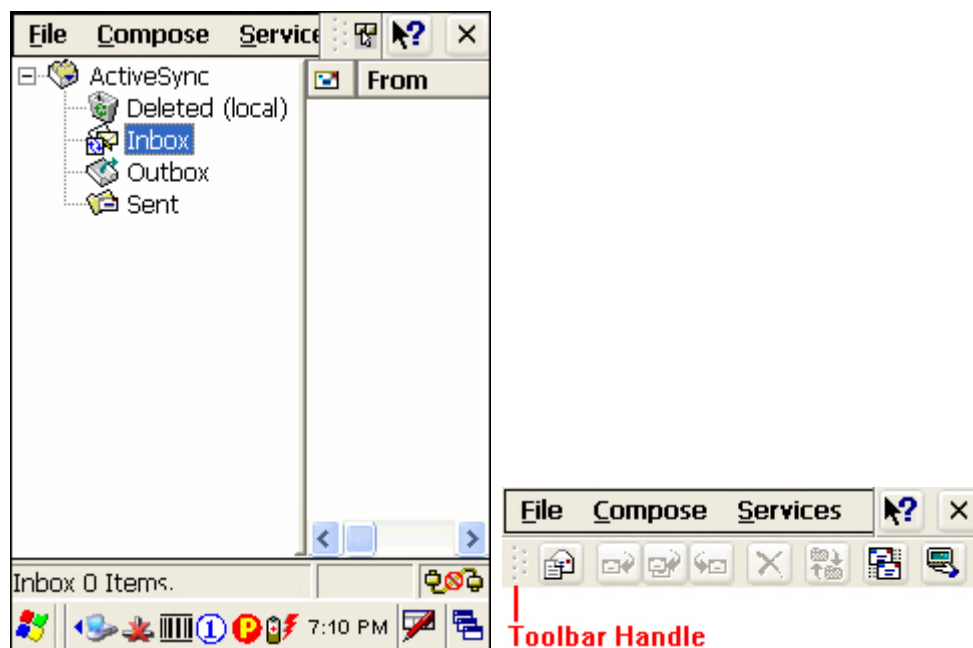 File Compose Service
ActiveSync
From
Deleted (local)
Inbox
Outbox
Sent
Inbox 0 Items.
1 P 7:10 PM
File Compose Services ?
Toolbar Handle